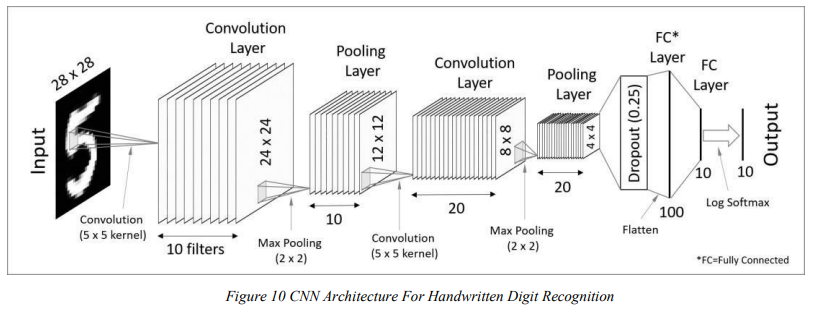 28 x 28
Input
Convolution
(5 x 5 kernel)
Convolution
Layer
24 x 24
10 filters
Max Pooling
(2 x 2)
Pooling
Layer
12 x 12
10
Convolution
(5 x 5 kernel)
Convolution
Layer
8 x 8
20
Max Pooling
(2 x 2)
Pooling
Layer
4 x 4
20
Dropout (0.25)
Flatten
FC*
Layer
100
FC
Layer
10
Log Softmax
10
Output
*FC=Fully Connected
Figure 10 CNN Architecture For Handwritten Digit Recognition